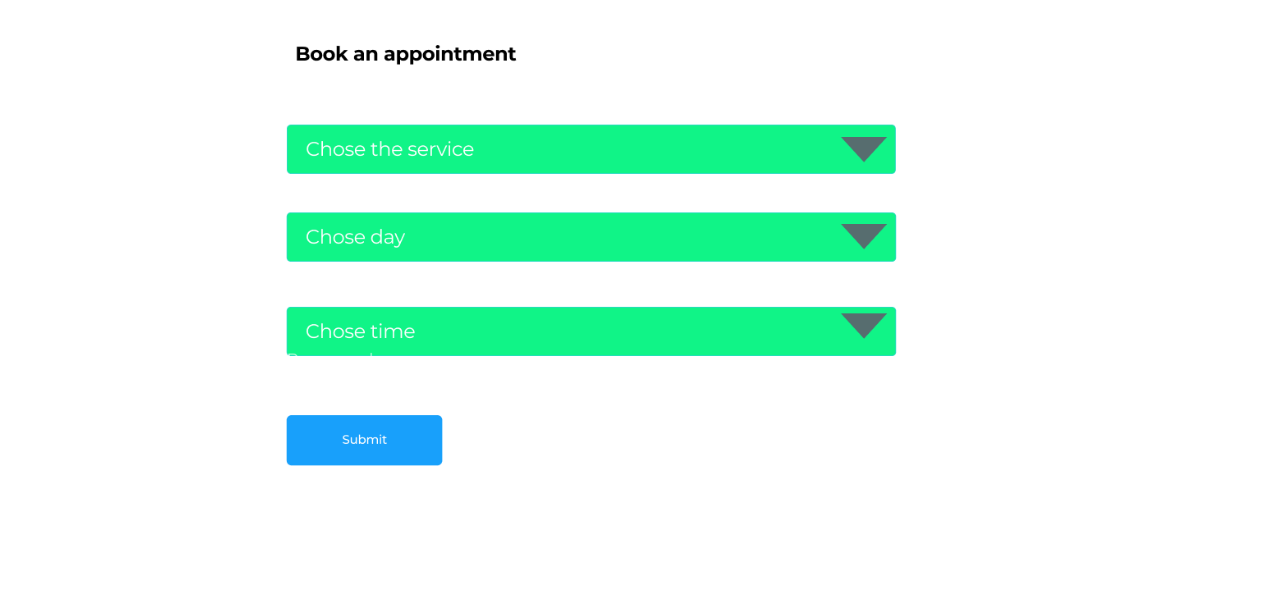 Book an appointment
Chose the service
Chose day
Chose time
Submit